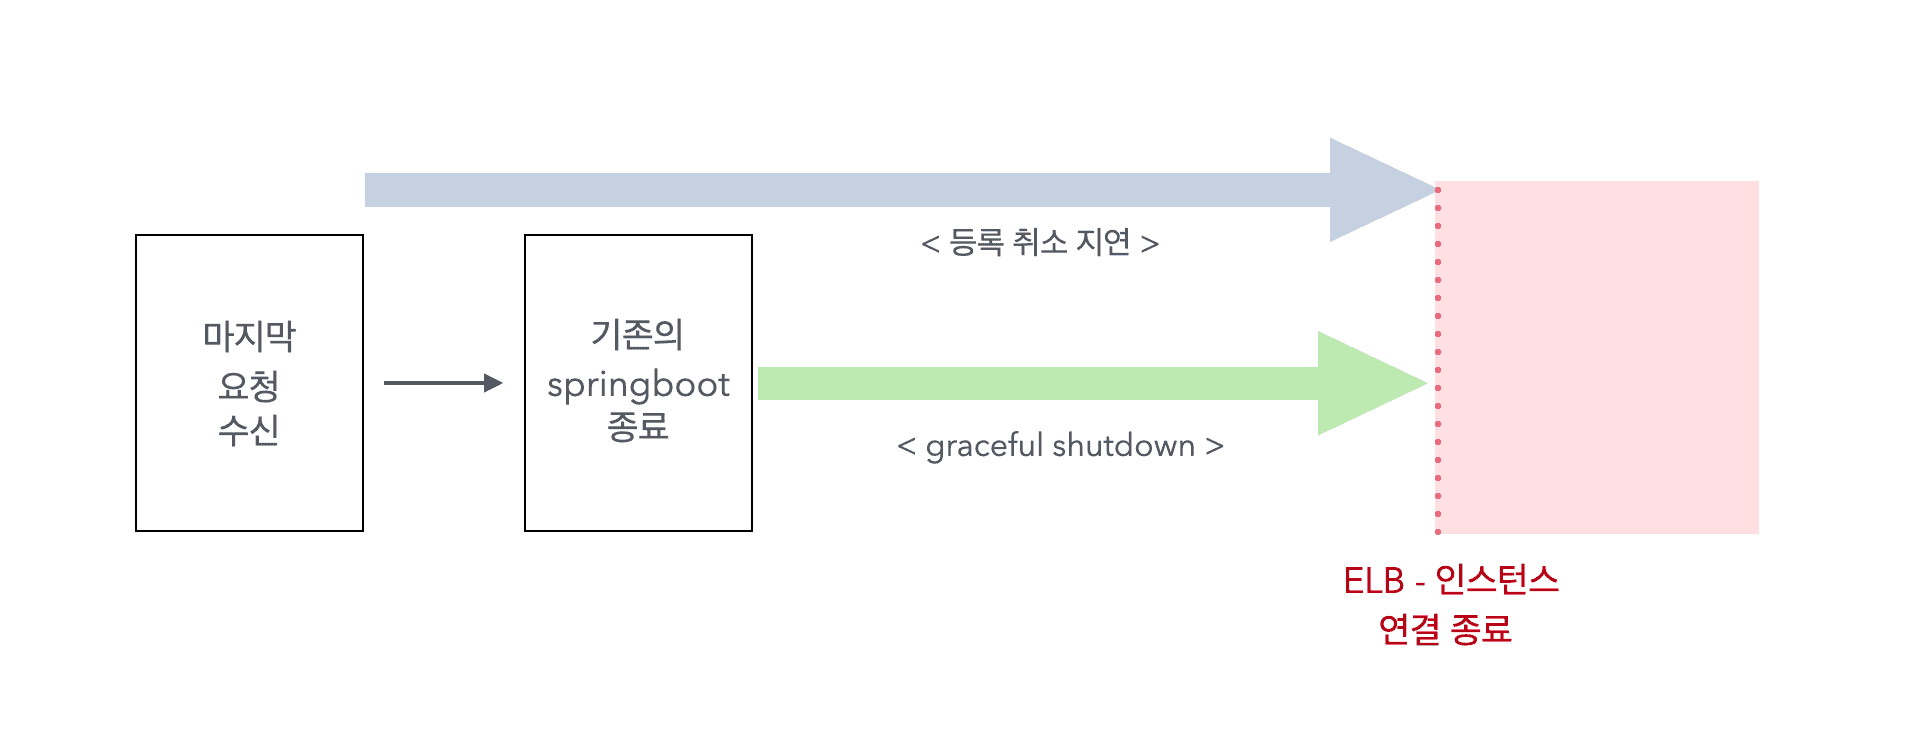 < 등록 취소 지연 >
마지막
요청
수신
기존의
springboot
종료
< graceful shutdown >
ELB - 인스턴스
연결 종료